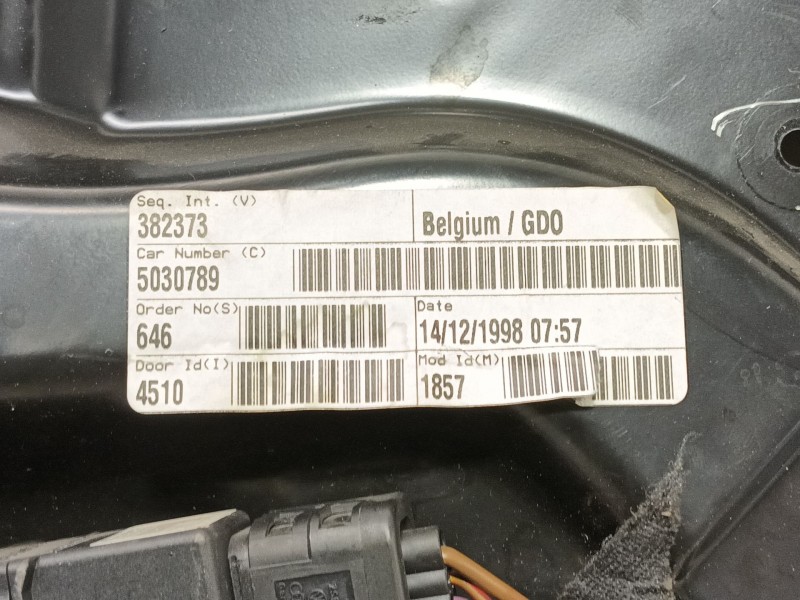 Seq. Int. (V)
382373
Belgium / GDO
Car Number (C)
5030789
Order No(S)
646
Date
14/12/1998 07:57
Door Id(I)
4510
Mod Id(M)
1857